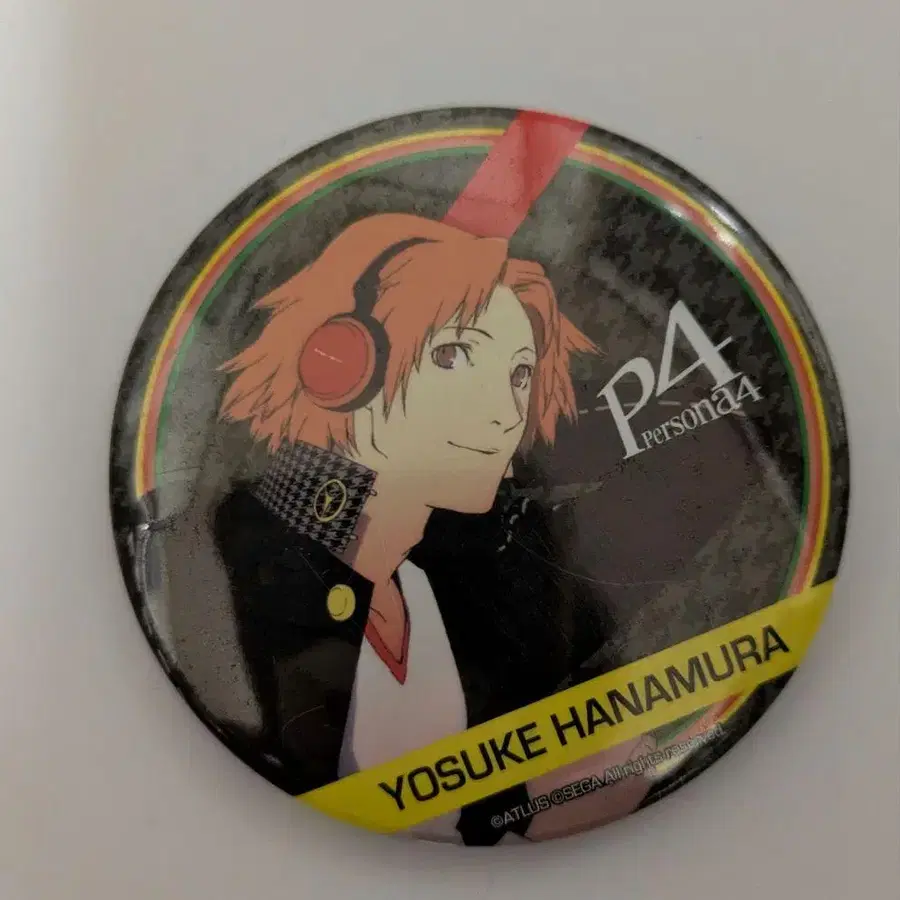 P4
Persona4
YOSUKE HANAMURA
©ATLUS ©SEGA All rights reserved.